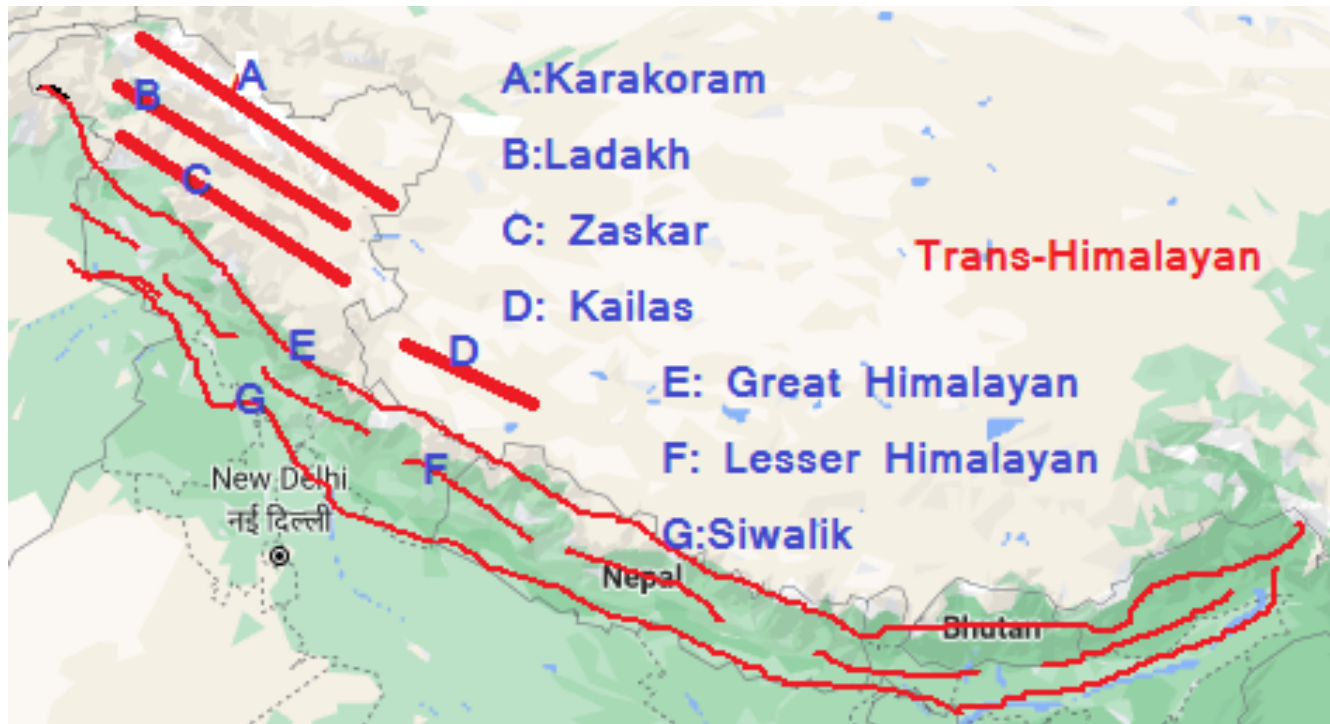 A
A:Karakoram
B
B:Ladakh
C
C: Zaskar
Trans-Himalayan
D: Kailas
E
D
E: Great Himalayan
G
F
F: Lesser Himalayan
New Delhi
नई दिल्ली
G:Siwalik
Nepal
Bhutan